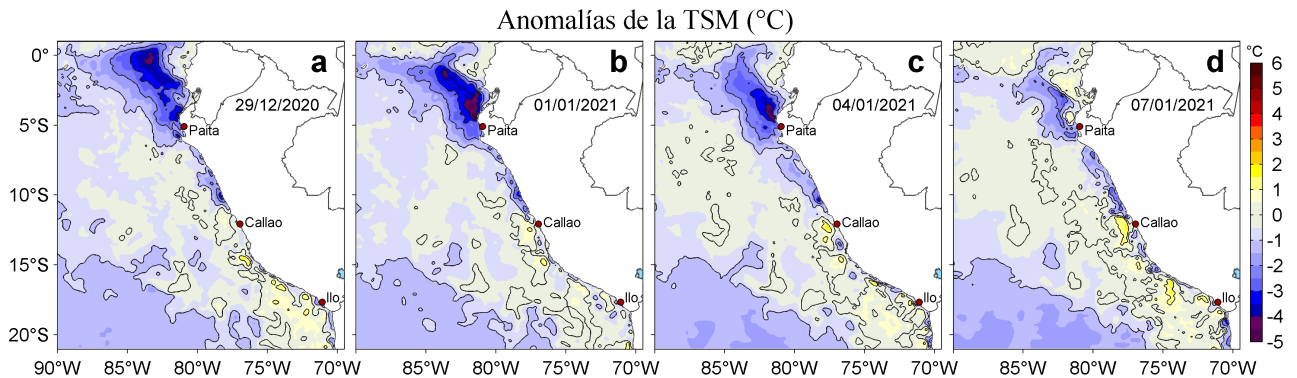 Anomalías de la TSM (°C)
a
29/12/2020
Paita
Callao
Ilo
b
01/01/2021
Paita
Callao
Ilo
c
04/01/2021
Paita
Callao
Ilo
d
07/01/2021
Paita
Callao
Ilo
0°
5°S
10°S
15°S
20°S
90°W 85°W 80°W 75°W 70°W
85°W 80°W 75°W 70°W
85°W 80°W 75°W 70°W
85°W 80°W 75°W 70°W
°C
6
5
4
3
2
1
0
-1
-2
-3
-4
-5